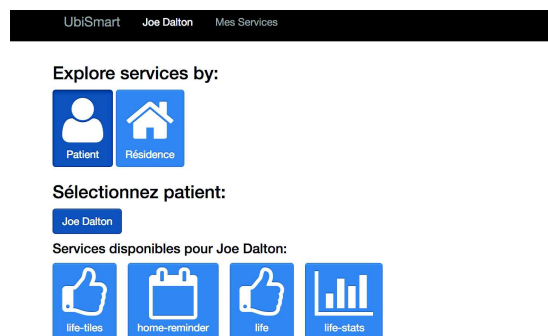 UbiSmart Joe Dalton Mes Services
Explore services by:
Patient Résidence
Sélectionnez patient:
Joe Dalton
Services disponibles pour Joe Dalton:
life-tiles home-reminder life life-stats